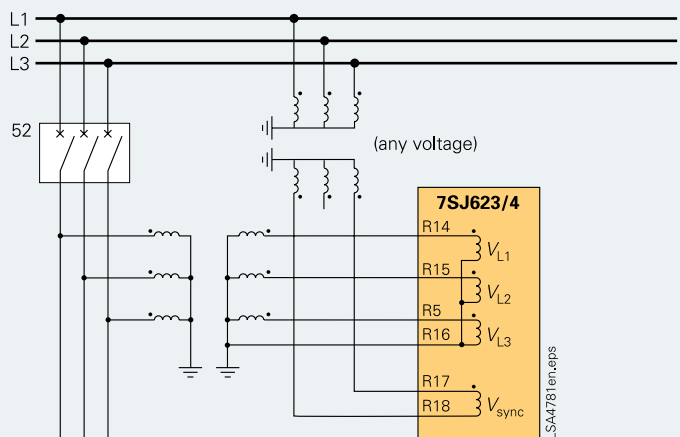 L1
L2
L3
52
(any voltage)
7SJ623/4
R14
VL1
R15
VL2
R5
R16
VL3
R17
R18
Vsync
LSA4781en.eps